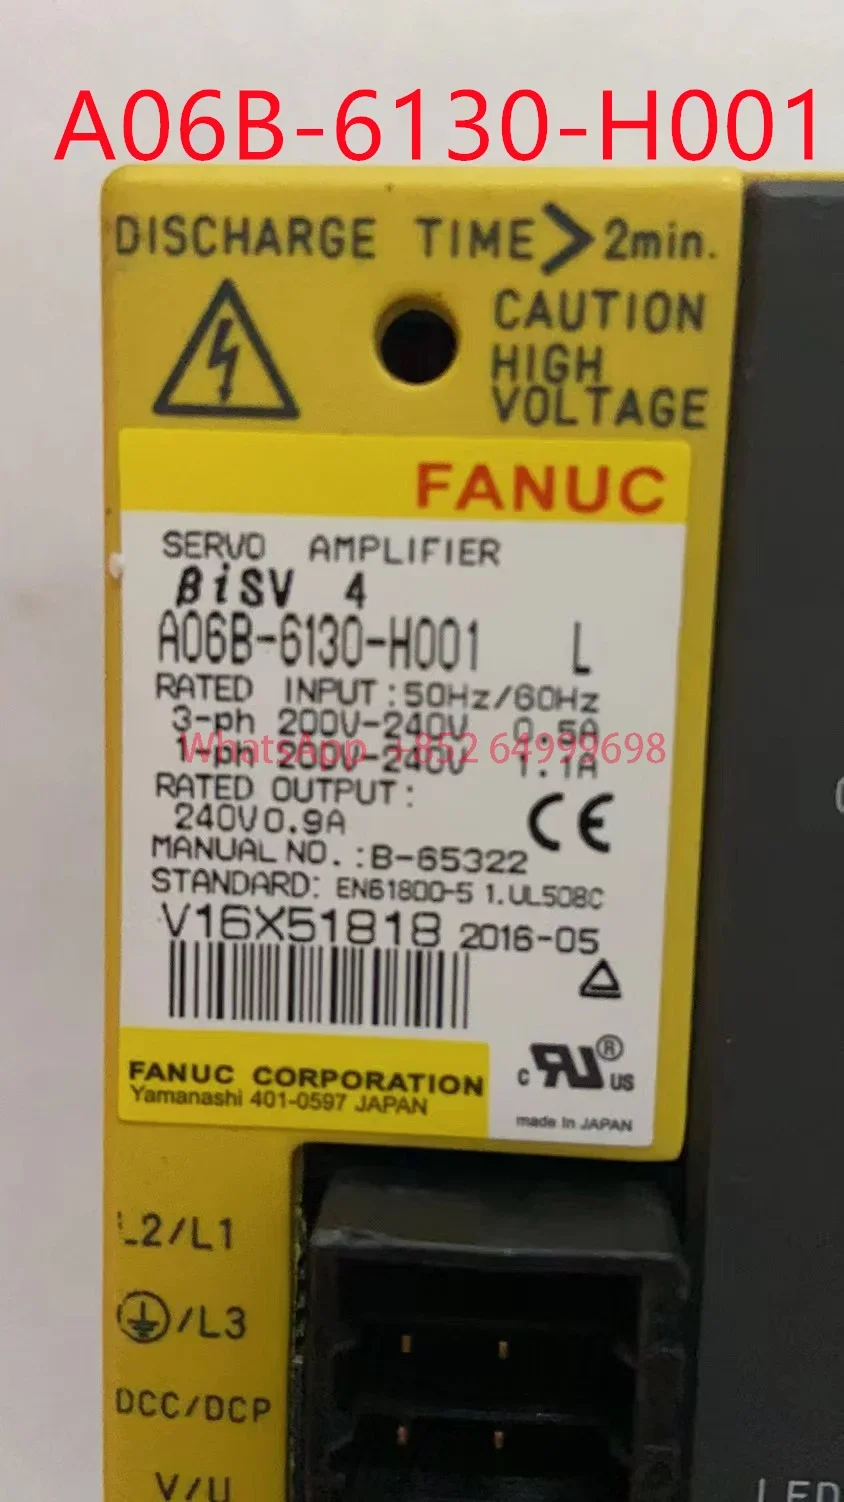 A06B-6130-H001
DISCHARGE TIME > 2min.
CAUTION
HIGH
VOLTAGE
FANUC
SERVO AMPLIFIER
βiSV 4
A06B-6130-H001 L
RATED INPUT : 50Hz/60Hz
3-ph 200V-240V 0.5A
WhatsApp +852 64999698
1-ph 200V-240V 1.1A
RATED OUTPUT :
240V 0.9A
CE
MANUAL NO. : B-65322
STANDARD: EN61800-5 1.UL508C
V16X51818 2016-05
FANUC CORPORATION
Yamanashi 401-0597 JAPAN
c RU ® US
made in JAPAN
L2/L1
/L3
DCC/DCP
V/U
LED